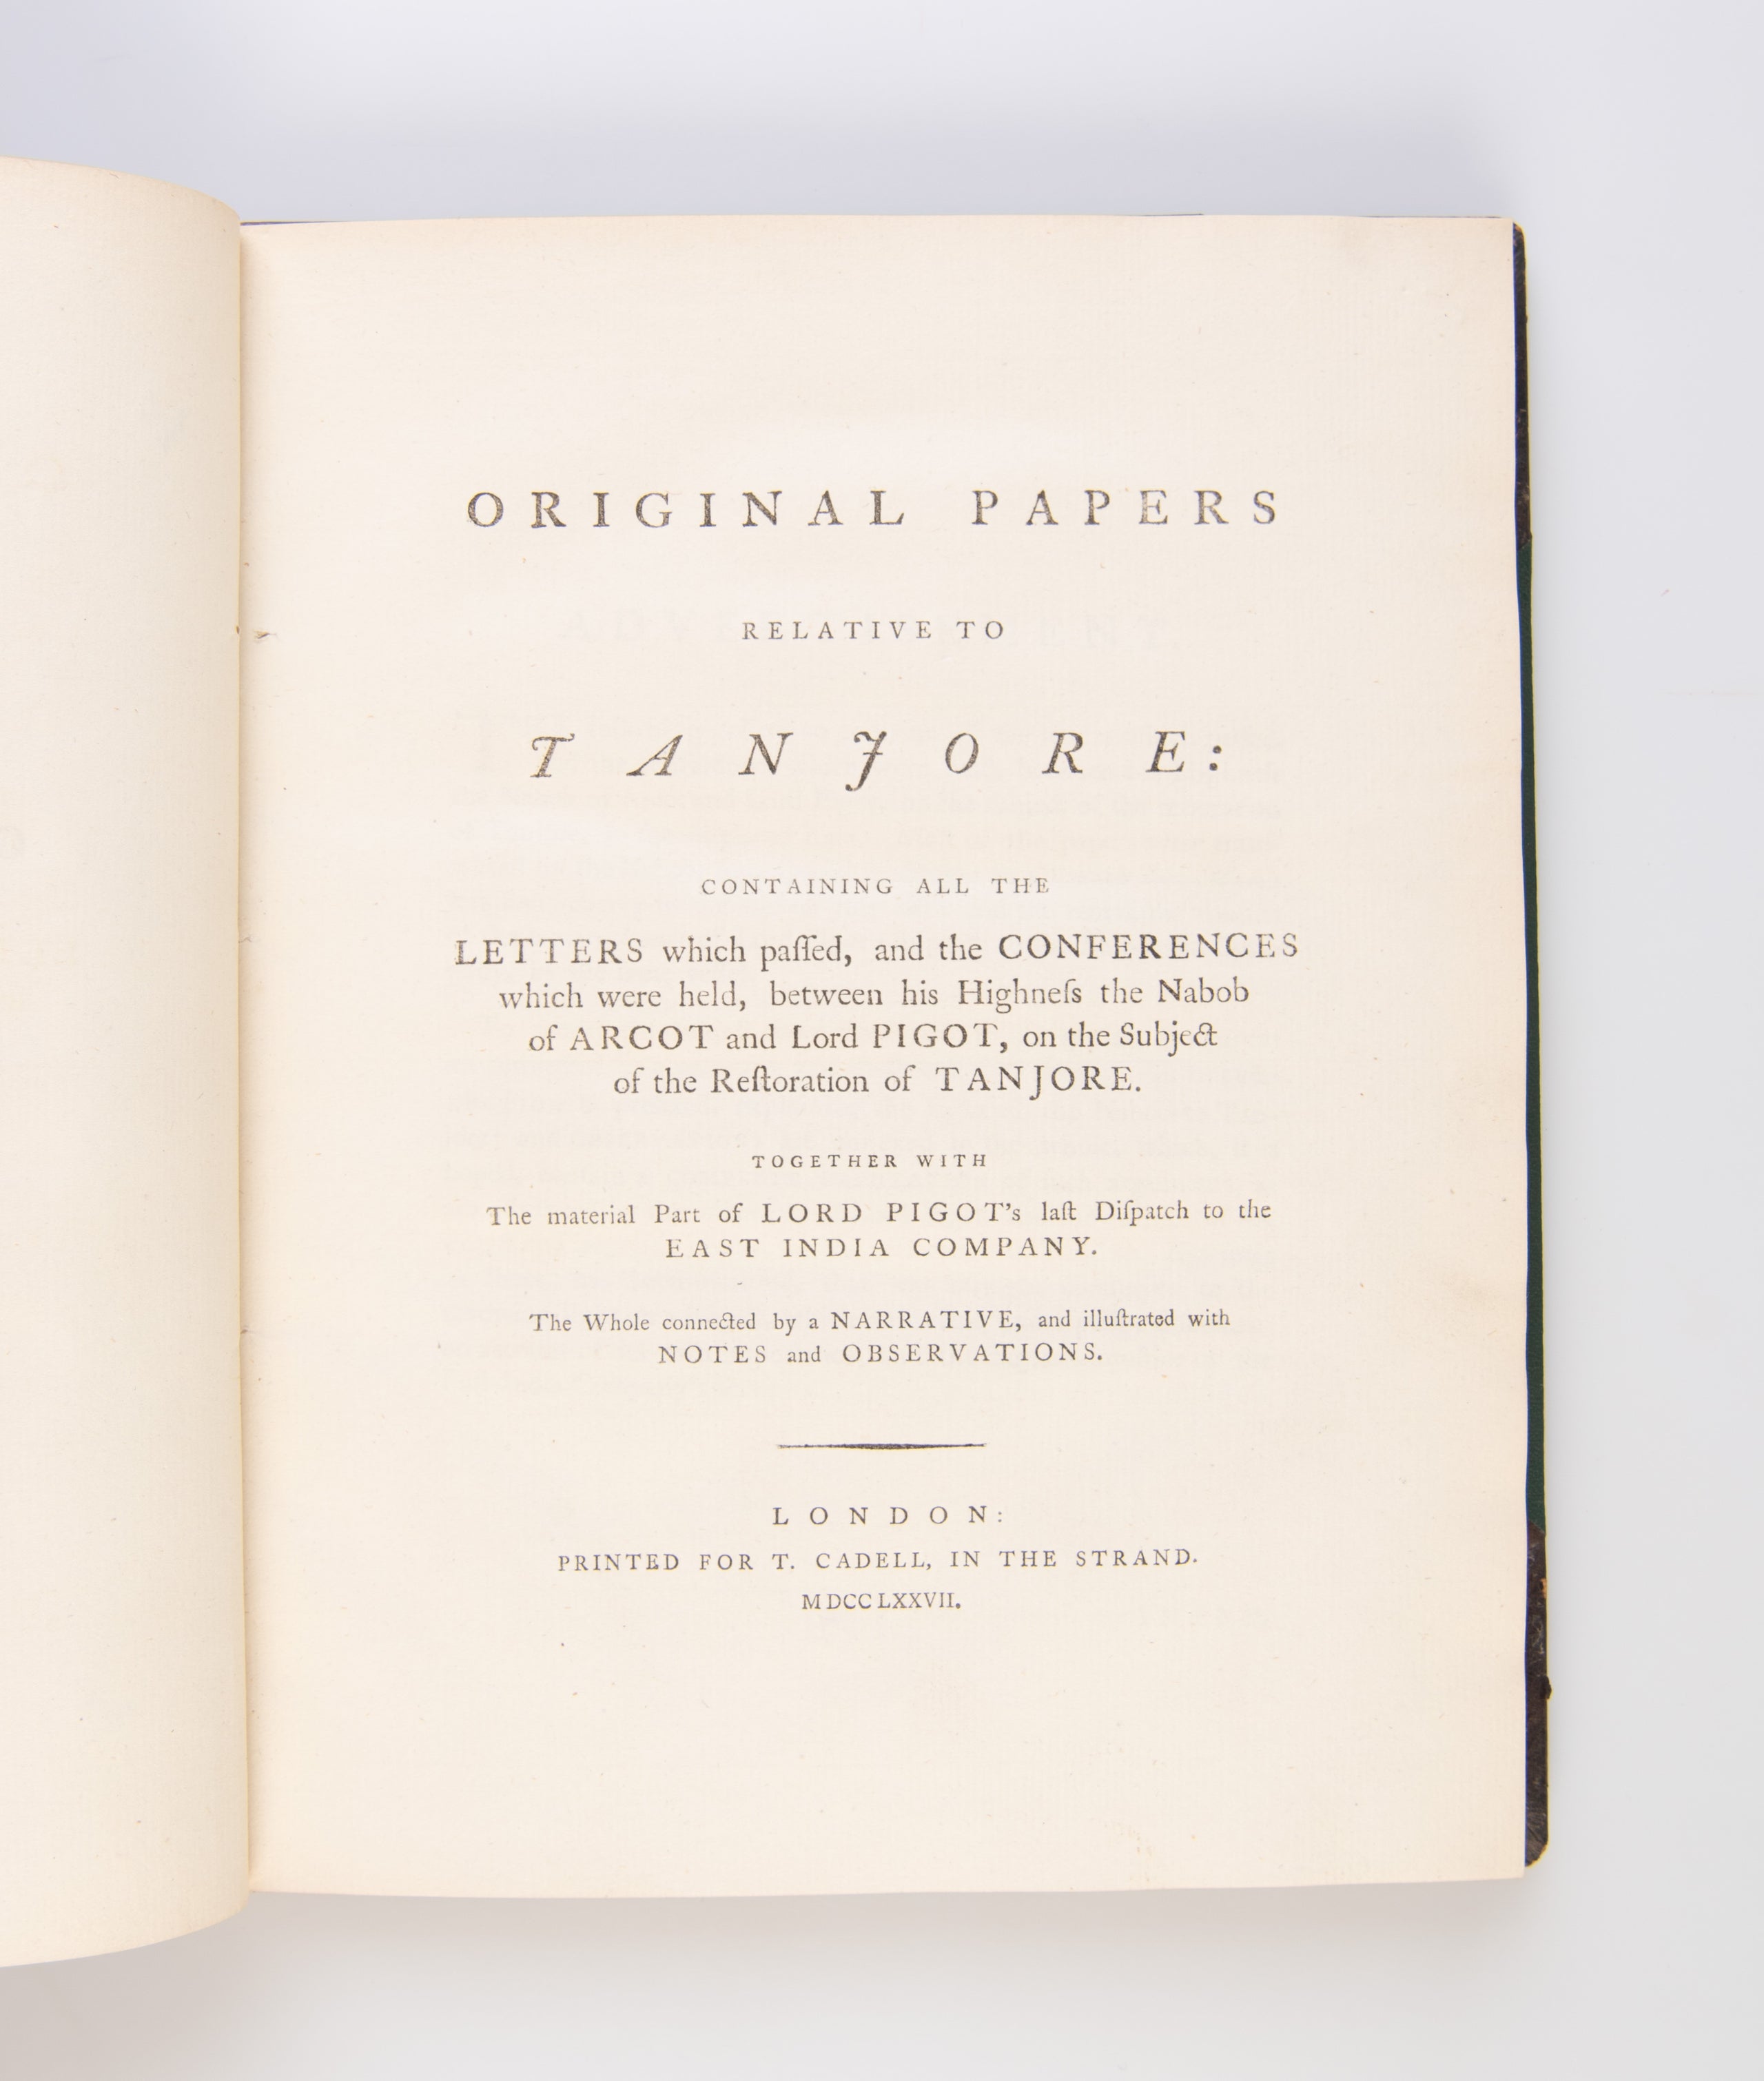 ORIGINAL PAPERS
RELATIVE TO
TANJORE:
CONTAINING ALL THE
LETTERS which paſſed, and the CONFERENCES
which were held, between his Highneſs the Nabob
of ARCOT and Lord PIGOT, on the Subject
of the Reſtoration of TANJORE.
TOGETHER WITH
The material Part of LORD PIGOT's laſt Diſpatch to the
EAST INDIA COMPANY.
The Whole connected by a NARRATIVE, and illuſtrated with
NOTES and OBSERVATIONS.
LONDON:
PRINTED FOR T. CADELL, IN THE STRAND.
MDCCLXXVII.